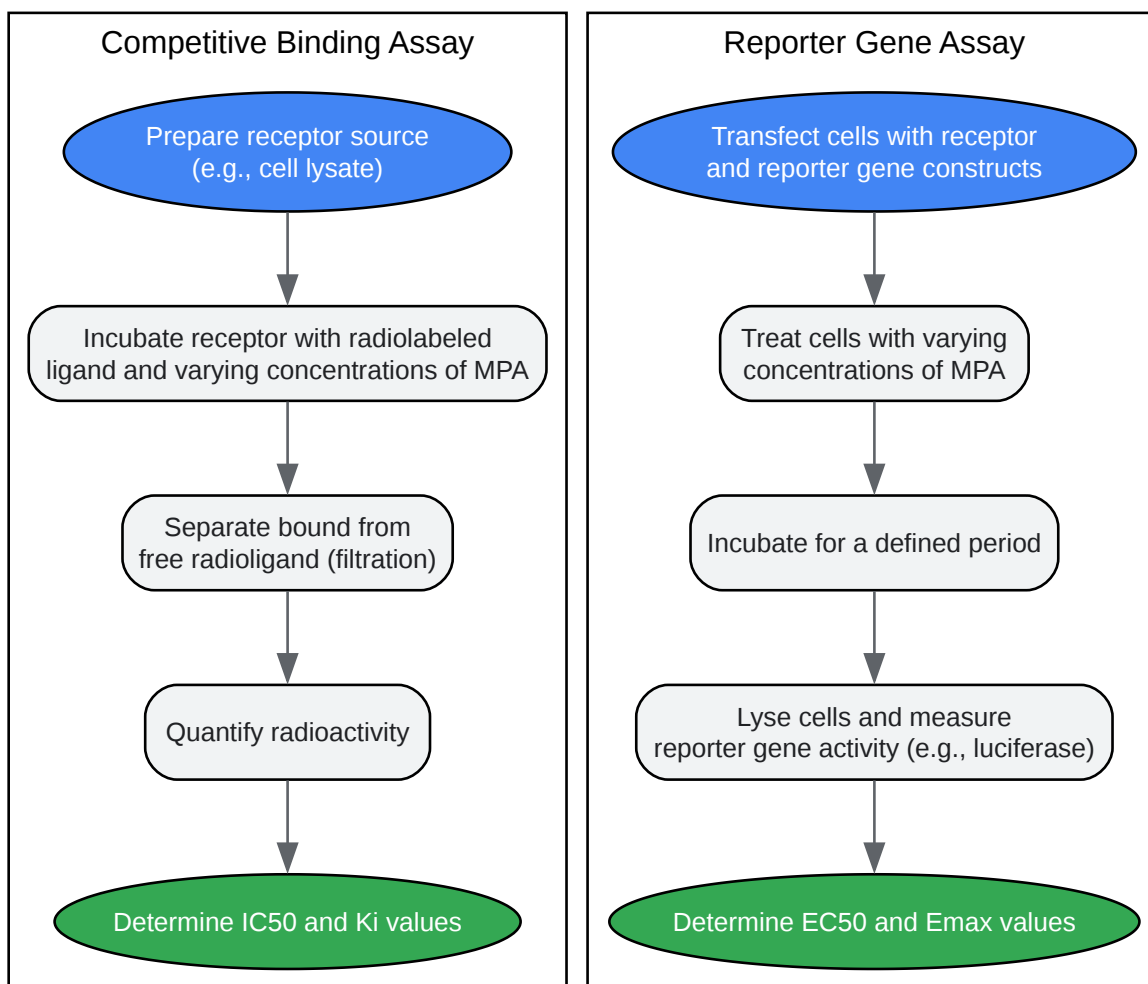 Competitive Binding Assay
Prepare receptor source
(e.g., cell lysate)
Incubate receptor with radiolabeled
ligand and varying concentrations of MPA
Separate bound from
free radioligand (filtration)
Quantify radioactivity
Determine IC50 and Ki values
Reporter Gene Assay
Transfect cells with receptor
and reporter gene constructs
Treat cells with varying
concentrations of MPA
Incubate for a defined period
Lyse cells and measure
reporter gene activity (e.g., luciferase)
Determine EC50 and Emax values